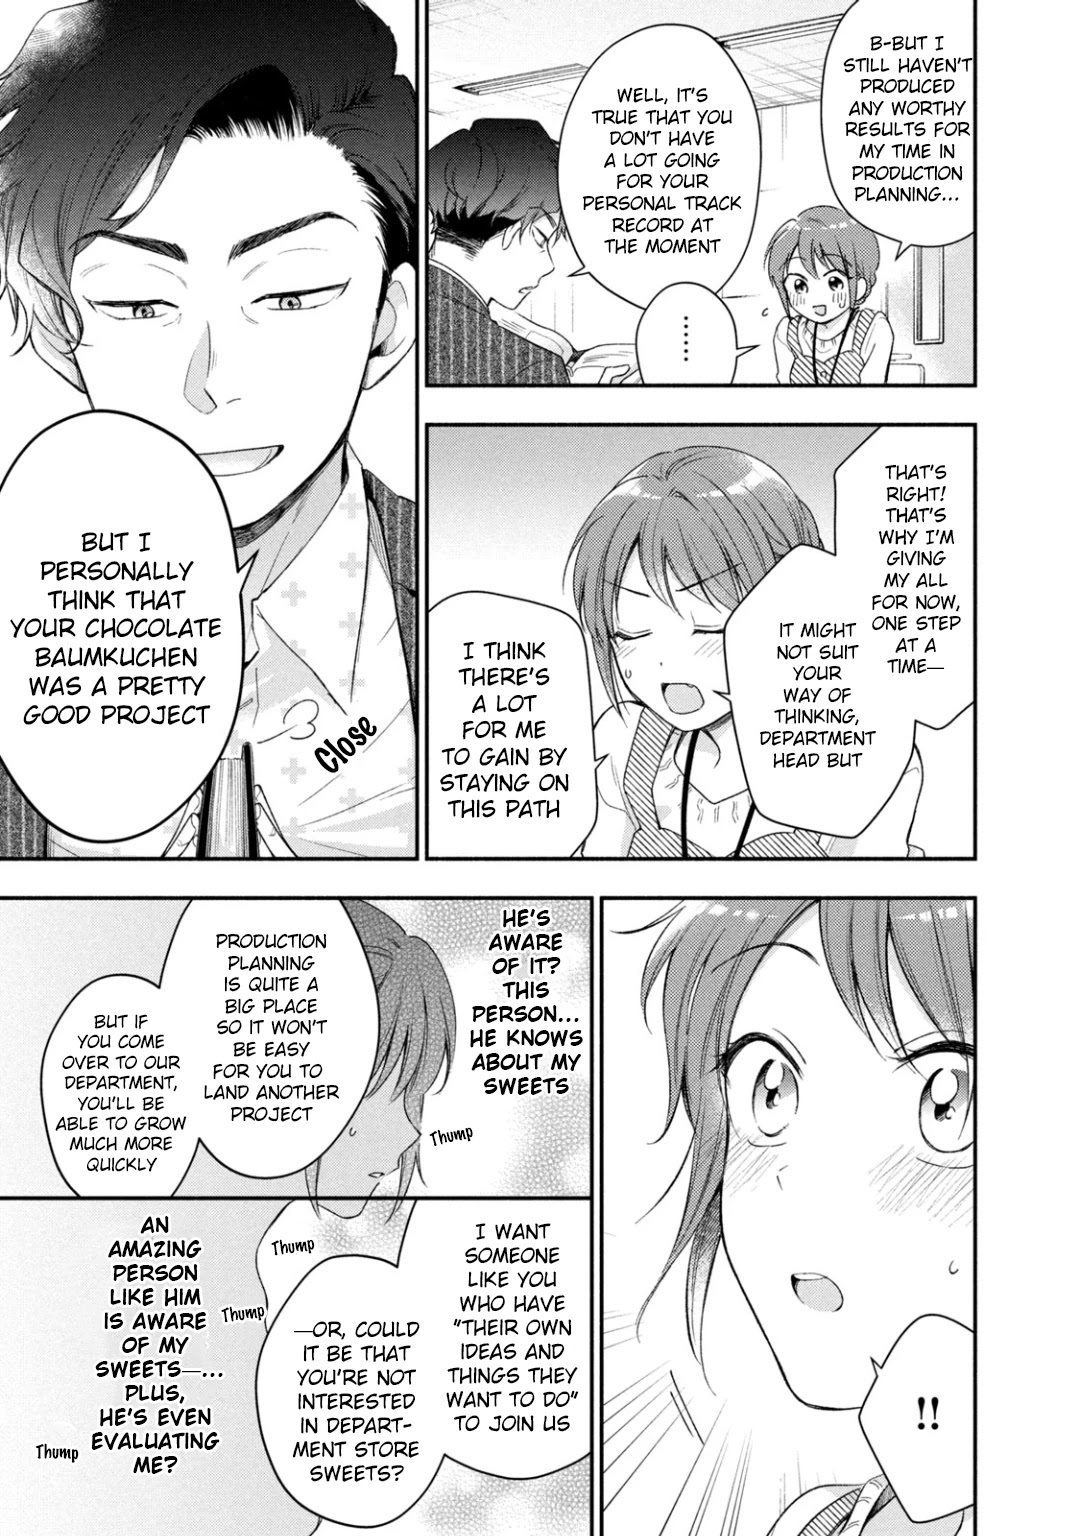 B-BUT I
STILL HAVEN'T
PRODUCED
ANY WORTHY
RESULTS FOR
MY TIME IN
PRODUCTION
PLANNING...
WELL, IT'S
TRUE THAT YOU
DON'T HAVE
A LOT GOING
FOR YOUR
PERSONAL TRACK
RECORD AT
THE MOMENT
......
THAT'S
RIGHT!
THAT'S
WHY I'M
GIVING
MY ALL
FOR NOW,
ONE STEP
AT A
TIME—
IT MIGHT
NOT SUIT
YOUR
WAY OF
THINKING,
DEPARTMENT
HEAD BUT
I THINK
THERE'S
A LOT
FOR ME
TO GAIN BY
STAYING ON
THIS PATH
Close
BUT I
PERSONALLY
THINK THAT
YOUR CHOCOLATE
BAUMKUCHEN
WAS A PRETTY
GOOD PROJECT
!!
HE'S
AWARE
OF IT?
THIS
PERSON...
HE KNOWS
ABOUT MY
SWEETS
Thump
PRODUCTION
PLANNING
IS QUITE A
BIG PLACE
SO IT WON'T
BE EASY
FOR YOU TO
LAND ANOTHER
PROJECT
BUT IF
YOU COME
OVER TO OUR
DEPARTMENT,
YOU'LL BE
ABLE TO GROW
MUCH MORE
QUICKLY
I WANT
SOMEONE
LIKE YOU
WHO HAVE
"THEIR OWN
IDEAS AND
THINGS THEY
WANT TO DO"
TO JOIN US
Thump
Thump
—OR, COULD
IT BE THAT
YOU'RE NOT
INTERESTED
IN DEPART-
MENT STORE
SWEETS?
AN
AMAZING
PERSON
LIKE HIM
IS AWARE
OF MY
SWEETS—...
PLUS,
HE'S EVEN
EVALUATING
ME?
Thump